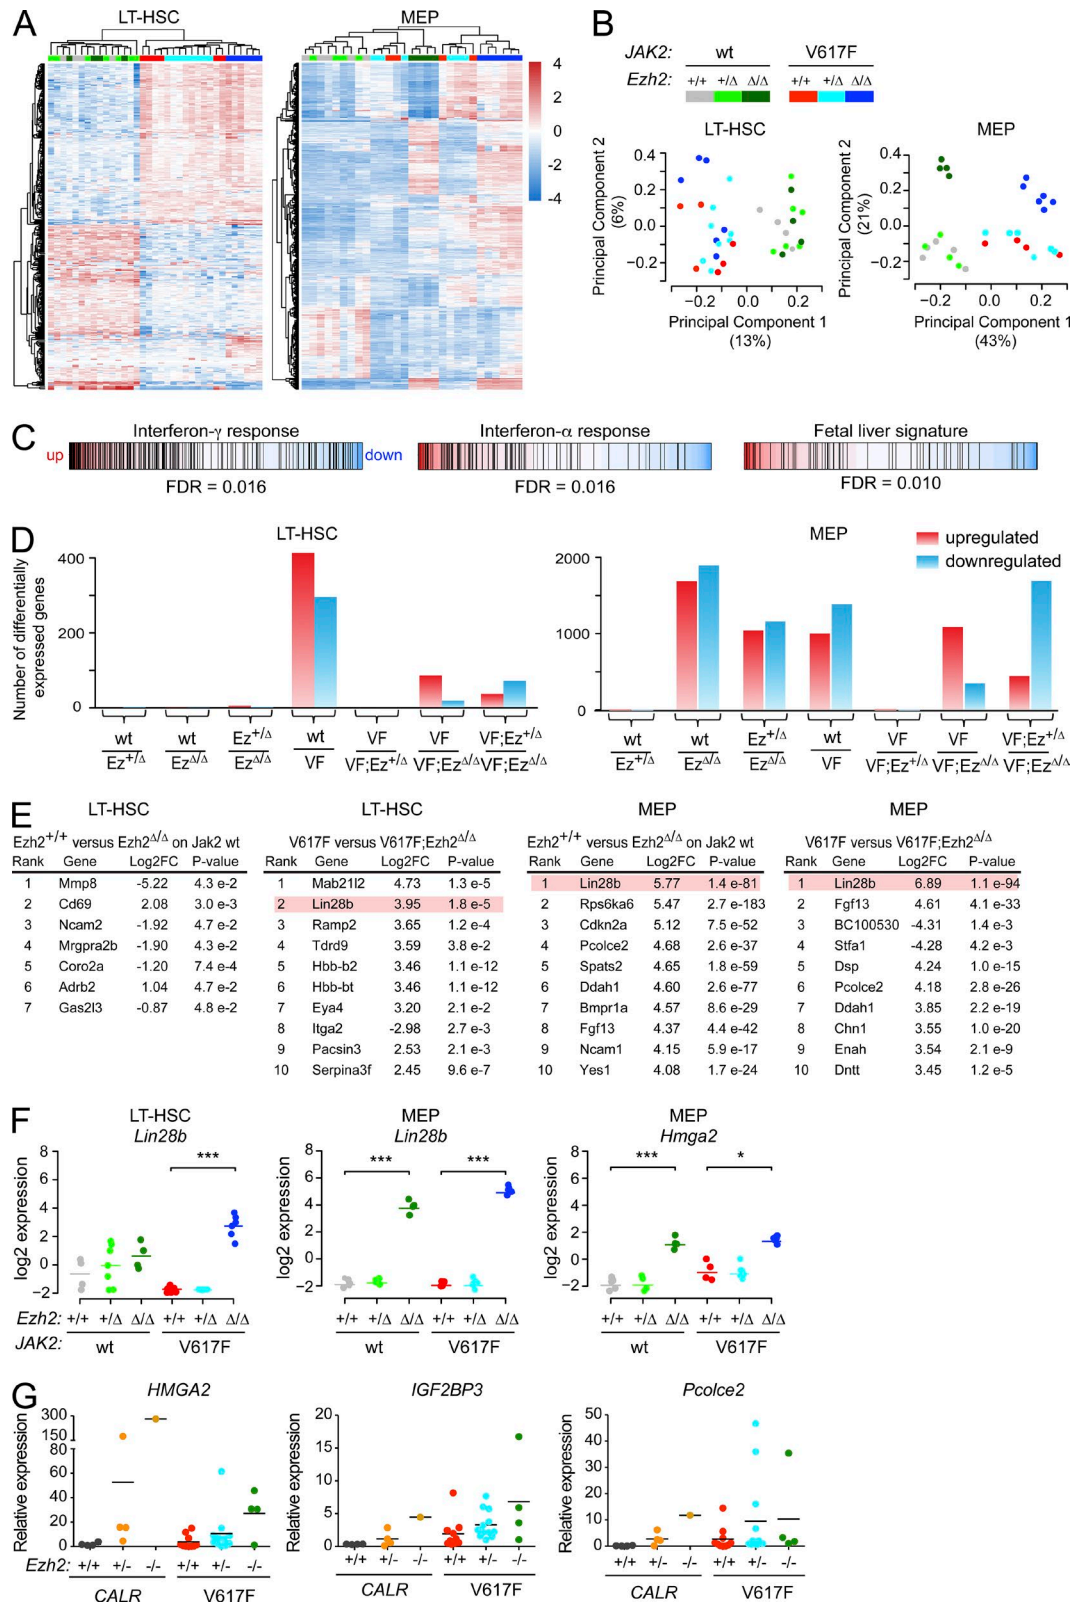 A
LT-HSC
MEP
4
2
0
-2
-4
B
JAK2: wt V617F
Ezh2: +/+ +/Δ Δ/Δ +/+ +/Δ Δ/Δ
LT-HSC
MEP
Principal Component 2
(6%)
0.4
0.2
0.0
−0.2
−0.2 0.0 0.2
Principal Component 1
(13%)
Principal Component 2
(21%)
0.4
0.2
0.0
−0.2
−0.2 0.0 0.2
Principal Component 1
(43%)
C
Interferon-γ response
up
down
FDR = 0.016
Interferon-α response
FDR = 0.016
Fetal liver signature
FDR = 0.010
D
LT-HSC
Number of differentially
expressed genes
400
200
0
wt wt Ez+/Δ wt VF VF VF;Ez+/Δ
Ez+/Δ EzΔ/Δ EzΔ/Δ VF VF;Ez+/Δ VF;EzΔ/Δ VF;EzΔ/Δ
MEP
upregulated
downregulated
2000
1000
0
wt wt Ez+/Δ wt VF VF VF;Ez+/Δ
Ez+/Δ EzΔ/Δ EzΔ/Δ VF VF;Ez+/Δ VF;EzΔ/Δ VF;EzΔ/Δ
E
LT-HSC
Ezh2+/+ versus Ezh2Δ/Δ on Jak2 wt
Rank Gene Log2FC P-value
1 Mmp8 -5.22 4.3 e-2
2 Cd69 2.08 3.0 e-3
3 Ncam2 -1.92 4.7 e-2
4 Mrgpra2b -1.90 4.3 e-2
5 Coro2a -1.20 7.4 e-4
6 Adrb2 1.04 4.7 e-2
7 Gas2l3 -0.87 4.8 e-2
LT-HSC
V617F versus V617F;Ezh2Δ/Δ
Rank Gene Log2FC P-value
1 Mab21l2 4.73 1.3 e-5
2 Lin28b 3.95 1.8 e-5
3 Ramp2 3.65 1.2 e-4
4 Tdrd9 3.59 3.8 e-2
5 Hbb-b2 3.46 1.1 e-12
6 Hbb-bt 3.46 1.1 e-12
7 Eya4 3.20 2.1 e-2
8 Itga2 -2.98 2.7 e-3
9 Pacsin3 2.53 2.1 e-3
10 Serpina3f 2.45 9.6 e-7
MEP
Ezh2+/+ versus Ezh2Δ/Δ on Jak2 wt
Rank Gene Log2FC P-value
1 Lin28b 5.77 1.4 e-81
2 Rps6ka6 5.47 2.7 e-183
3 Cdkn2a 5.12 7.5 e-52
4 Pcolce2 4.68 2.6 e-37
5 Spats2 4.65 1.8 e-59
6 Ddah1 4.60 2.6 e-77
7 Bmpr1a 4.57 8.6 e-29
8 Fgf13 4.37 4.4 e-42
9 Ncam1 4.15 5.9 e-17
10 Yes1 4.08 1.7 e-24
MEP
V617F versus V617F;Ezh2Δ/Δ
Rank Gene Log2FC P-value
1 Lin28b 6.89 1.1 e-94
2 Fgf13 4.61 4.1 e-33
3 BC100530 -4.31 1.4 e-3
4 Stfa1 -4.28 4.2 e-3
5 Dsp 4.24 1.0 e-15
6 Pcolce2 4.18 2.8 e-26
7 Ddah1 3.85 2.2 e-19
8 Chn1 3.55 1.0 e-20
9 Enah 3.54 2.1 e-9
10 Dntt 3.45 1.2 e-5
F
LT-HSC
Lin28b
log2 expression
8
6
4
2
0
−2
***
Ezh2: +/+ +/Δ Δ/Δ +/+ +/Δ Δ/Δ
JAK2: wt V617F
MEP
Lin28b
log2 expression
8
6
4
2
0
−2
*** ***
+/+ +/Δ Δ/Δ +/+ +/Δ Δ/Δ
wt V617F
MEP
Hmga2
log2 expression
8
6
4
2
0
−2
*** *
+/+ +/Δ Δ/Δ +/+ +/Δ Δ/Δ
wt V617F
G
HMGA2
Relative expression
300
150
80
60
40
20
0
Ezh2: +/+ +/- -/- +/+ +/- -/-
CALR V617F
IGF2BP3
Relative expression
20
15
10
5
0
+/+ +/- -/- +/+ +/- -/-
CALR V617F
Pcolce2
Relative expression
50
40
30
20
10
0
+/+ +/- -/- +/+ +/- -/-
CALR V617F